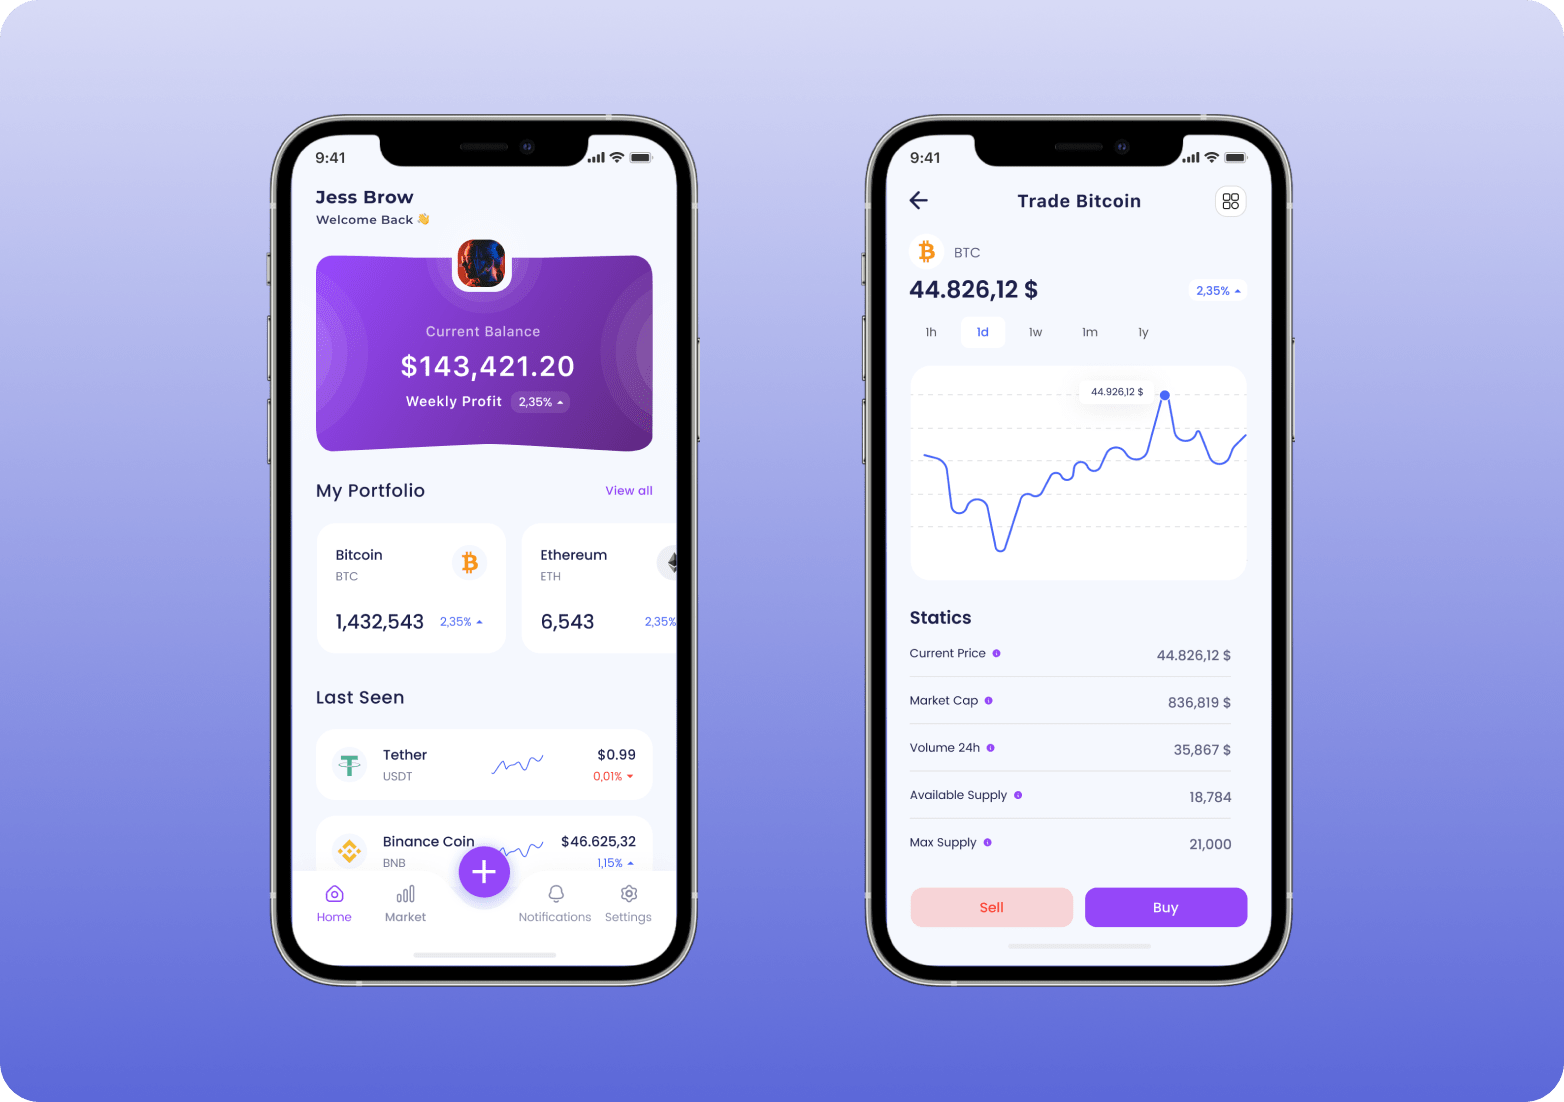 9:41
Jess Brow
Welcome Back 👋
Current Balance
$143,421.20
Weekly Profit 2,35%
My Portfolio View all
Bitcoin
BTC
1,432,543 2,35%
Ethereum
ETH
6,543 2,35%
Last Seen
Tether $0.99
USDT 0,01%
Binance Coin $46.625,32
BNB 1,15%
Home Market Notifications Settings
9:41
Trade Bitcoin
BTC
44.826,12 $ 2,35%
1h 1d 1w 1m 1y
44.926,12 $
Statics
Current Price 44.826,12 $
Market Cap 836,819 $
Volume 24h 35,867 $
Available Supply 18,784
Max Supply 21,000
Sell Buy